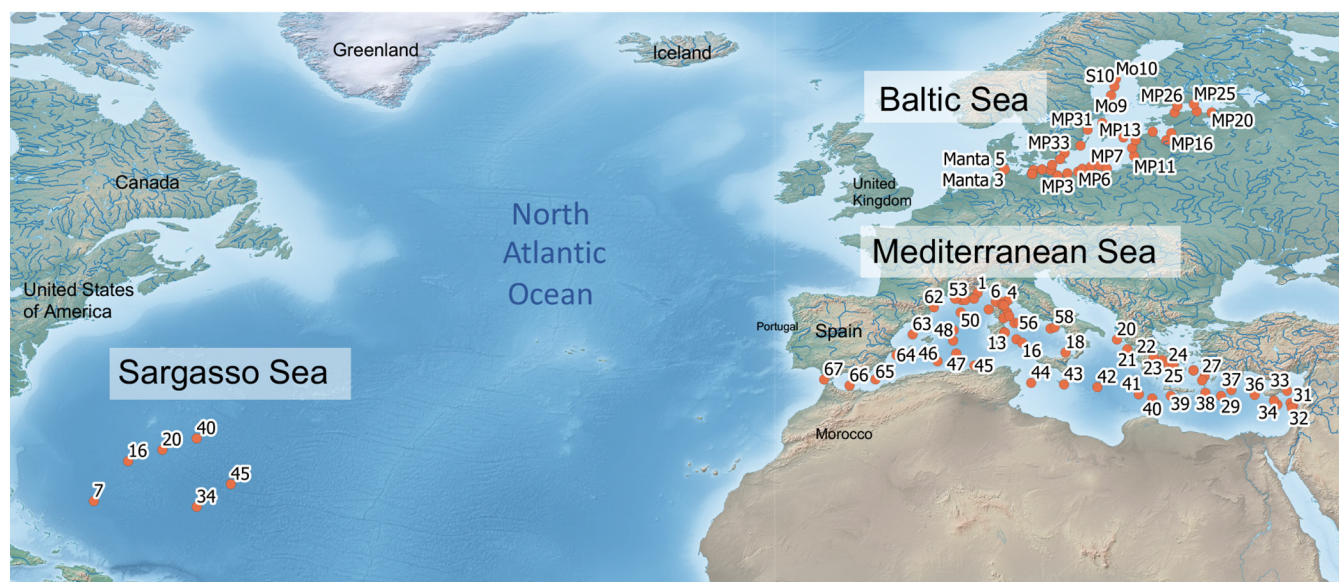 Greenland
Iceland
Canada
United States
of America
North
Atlantic
Ocean
United
Kingdom
Portugal
Spain
Morocco
Baltic Sea
S10
Mo10
Mo9
MP26
MP25
MP20
MP31
MP13
MP16
MP33
MP7
MP11
Manta 5
Manta 3
MP3
MP6
Mediterranean Sea
62
53
1
6
4
63
48
50
13
56
58
16
18
20
21
22
23
24
25
27
67
66
65
64
46
47
45
44
43
42
41
40
39
38
29
37
36
34
33
31
32
Sargasso Sea
7
16
20
40
45
34